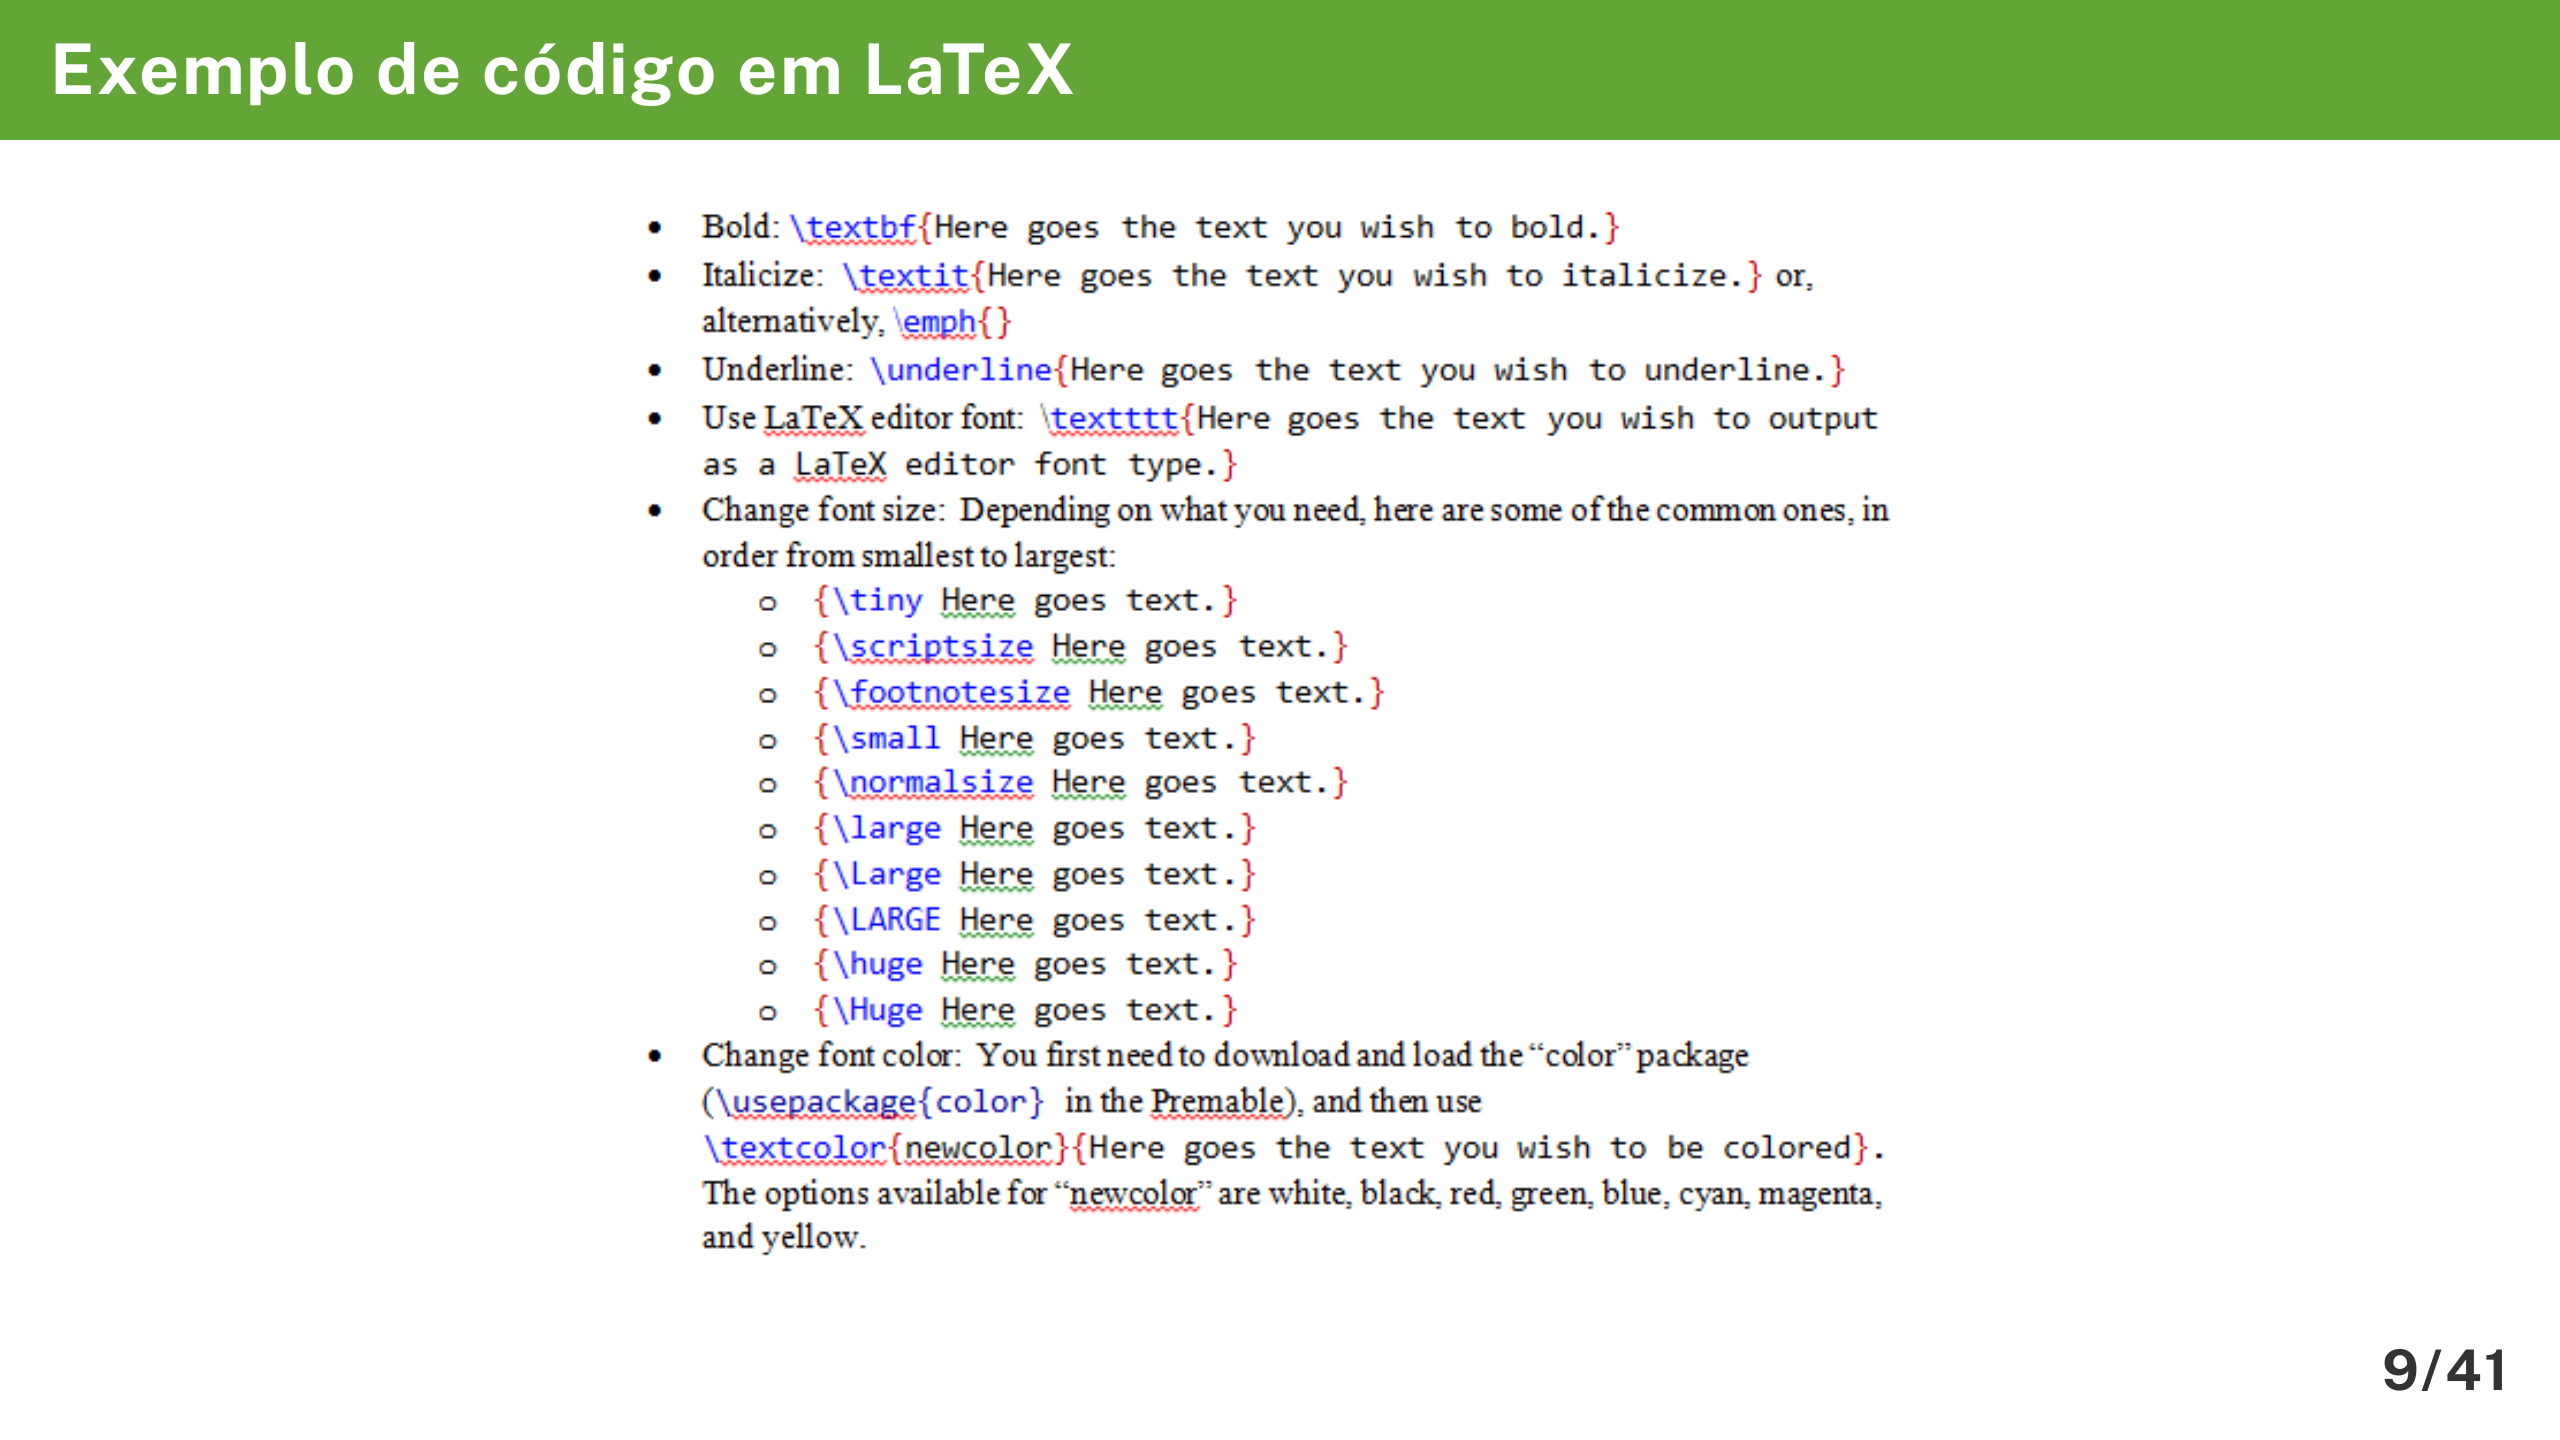 Exemplo de código em LaTeX
• Bold: \textbf{Here goes the text you wish to bold.}
• Italicize: \textit{Here goes the text you wish to italicize.} or,
alternatively, \emph{}
• Underline: \underline{Here goes the text you wish to underline.}
• Use LaTeX editor font: \textttt{Here goes the text you wish to output
as a LaTeX editor font type.}
• Change font size: Depending on what you need, here are some of the common ones, in
order from smallest to largest:
o {\tiny Here goes text.}
o {\scriptsize Here goes text.}
o {\footnotesize Here goes text.}
o {\small Here goes text.}
o {\normalsize Here goes text.}
o {\large Here goes text.}
o {\Large Here goes text.}
o {\LARGE Here goes text.}
o {\huge Here goes text.}
o {\Huge Here goes text.}
• Change font color: You first need to download and load the “color” package
(\usepackage{color} in the Premable), and then use
\textcolor{newcolor}{Here goes the text you wish to be colored}.
The options available for “newcolor” are white, black, red, green, blue, cyan, magenta,
and yellow.
9/41